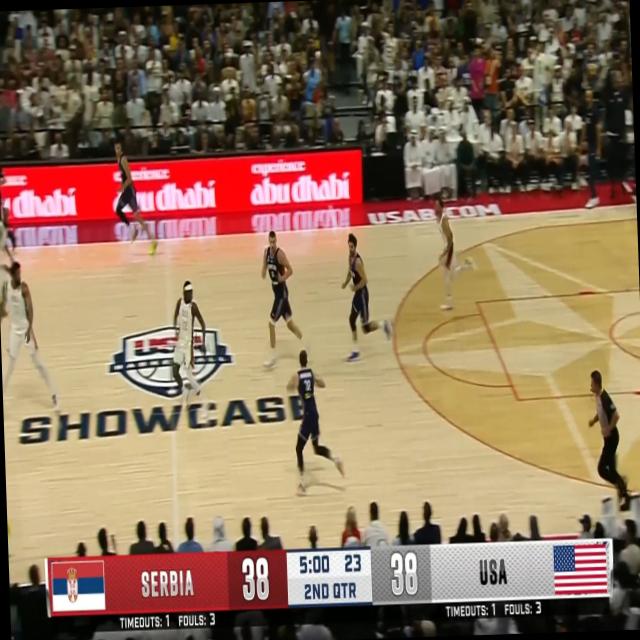 experience
abu dhabi
experience
abu dhabi
experience
abu dhabi
USAB.COM
USA
SHOWCASE
SERBIA 38 5:00 23 2ND QTR 38 USA
TIMEOUTS: 1 FOULS: 3
TIMEOUTS: 1 FOULS: 3